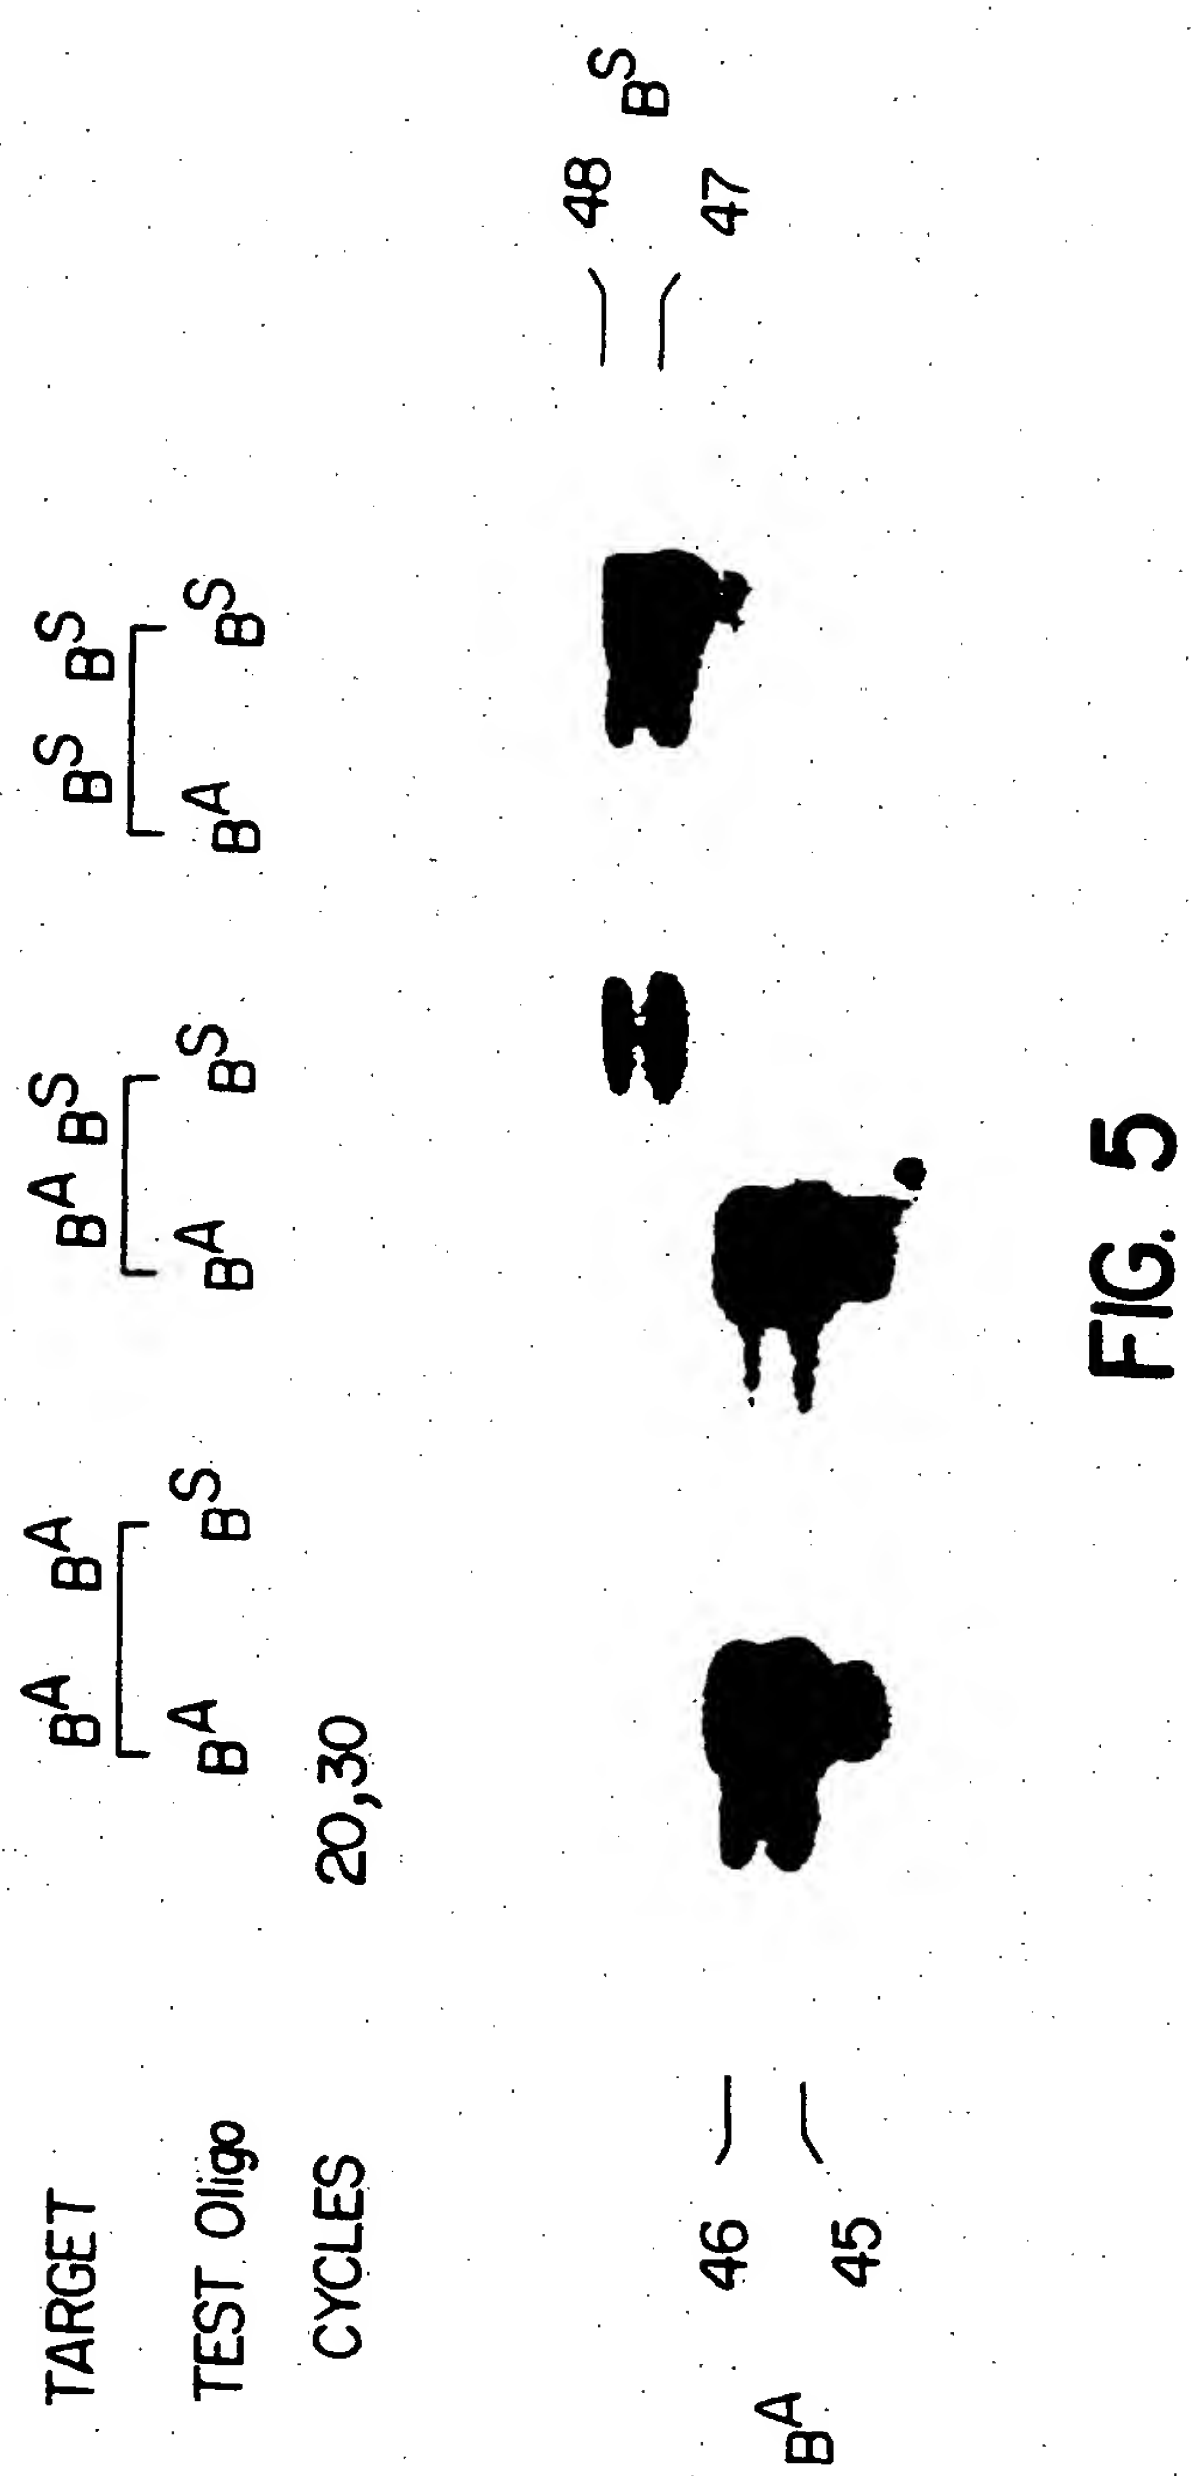 TARGET B^A B^A B^A B^S B^S B^S
TEST Oligo B^A B^S B^A B^S B^A B^S
CYCLES 20,30
48
B^S
47
46
B^A
45
FIG. 5